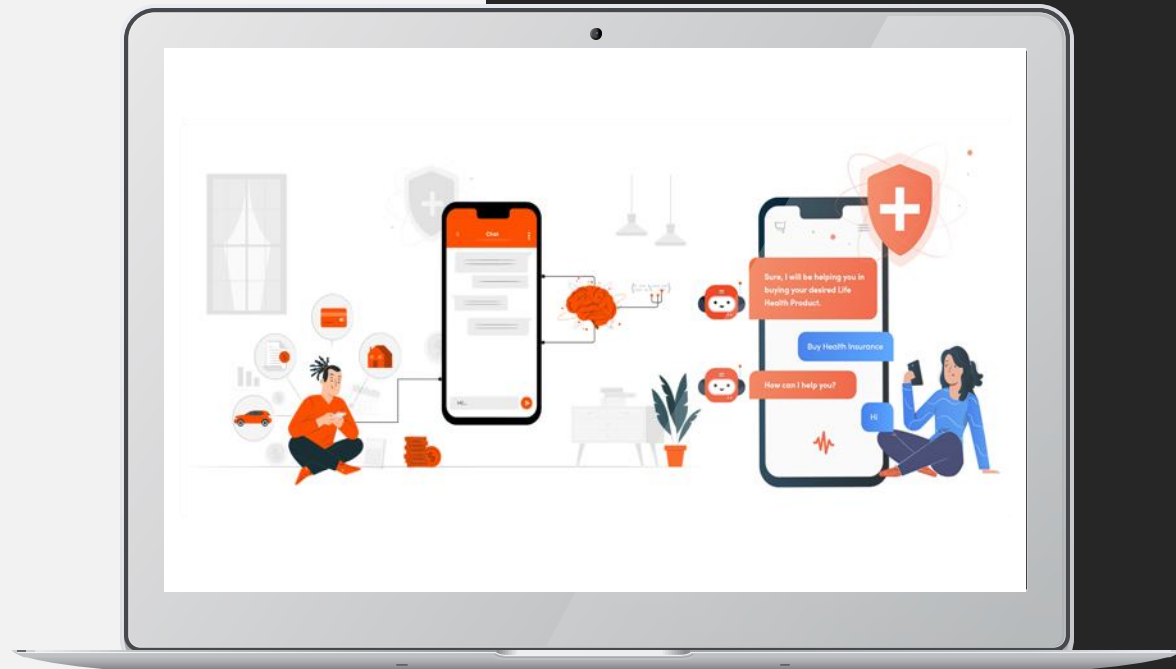 Chat
Hi...
Sure, I will be helping you in
buying your desired Life
Health Product.
Buy Health Insurance
How can I help you?
Hi